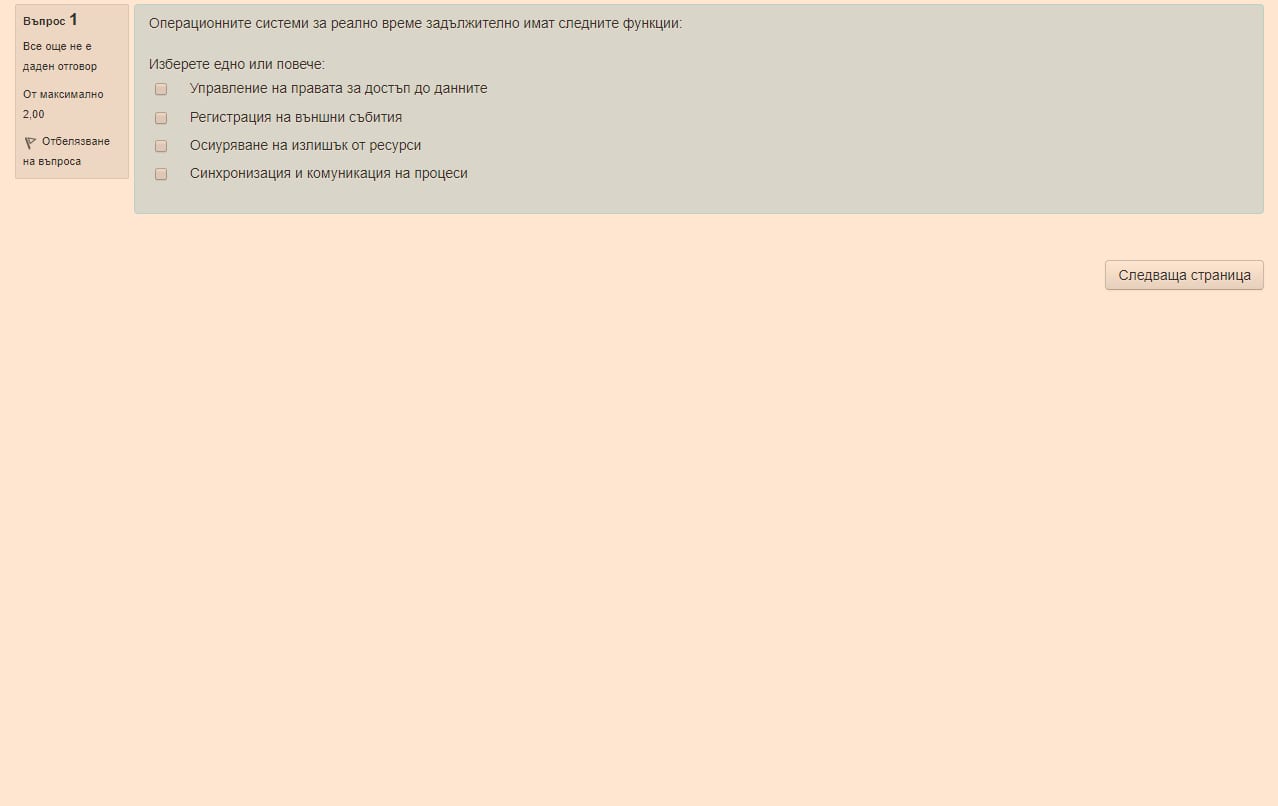 Въпрос 1
Все още не е
даден отговор
От максимално
2,00
Отбелязване
на въпроса
Операционните системи за реално време задължително имат следните функции:
Изберете едно или повече:
Управление на правата за достъп до данните
Регистрация на външни събития
Осиуряване на излишък от ресурси
Синхронизация и комуникация на процеси
Следваща страница